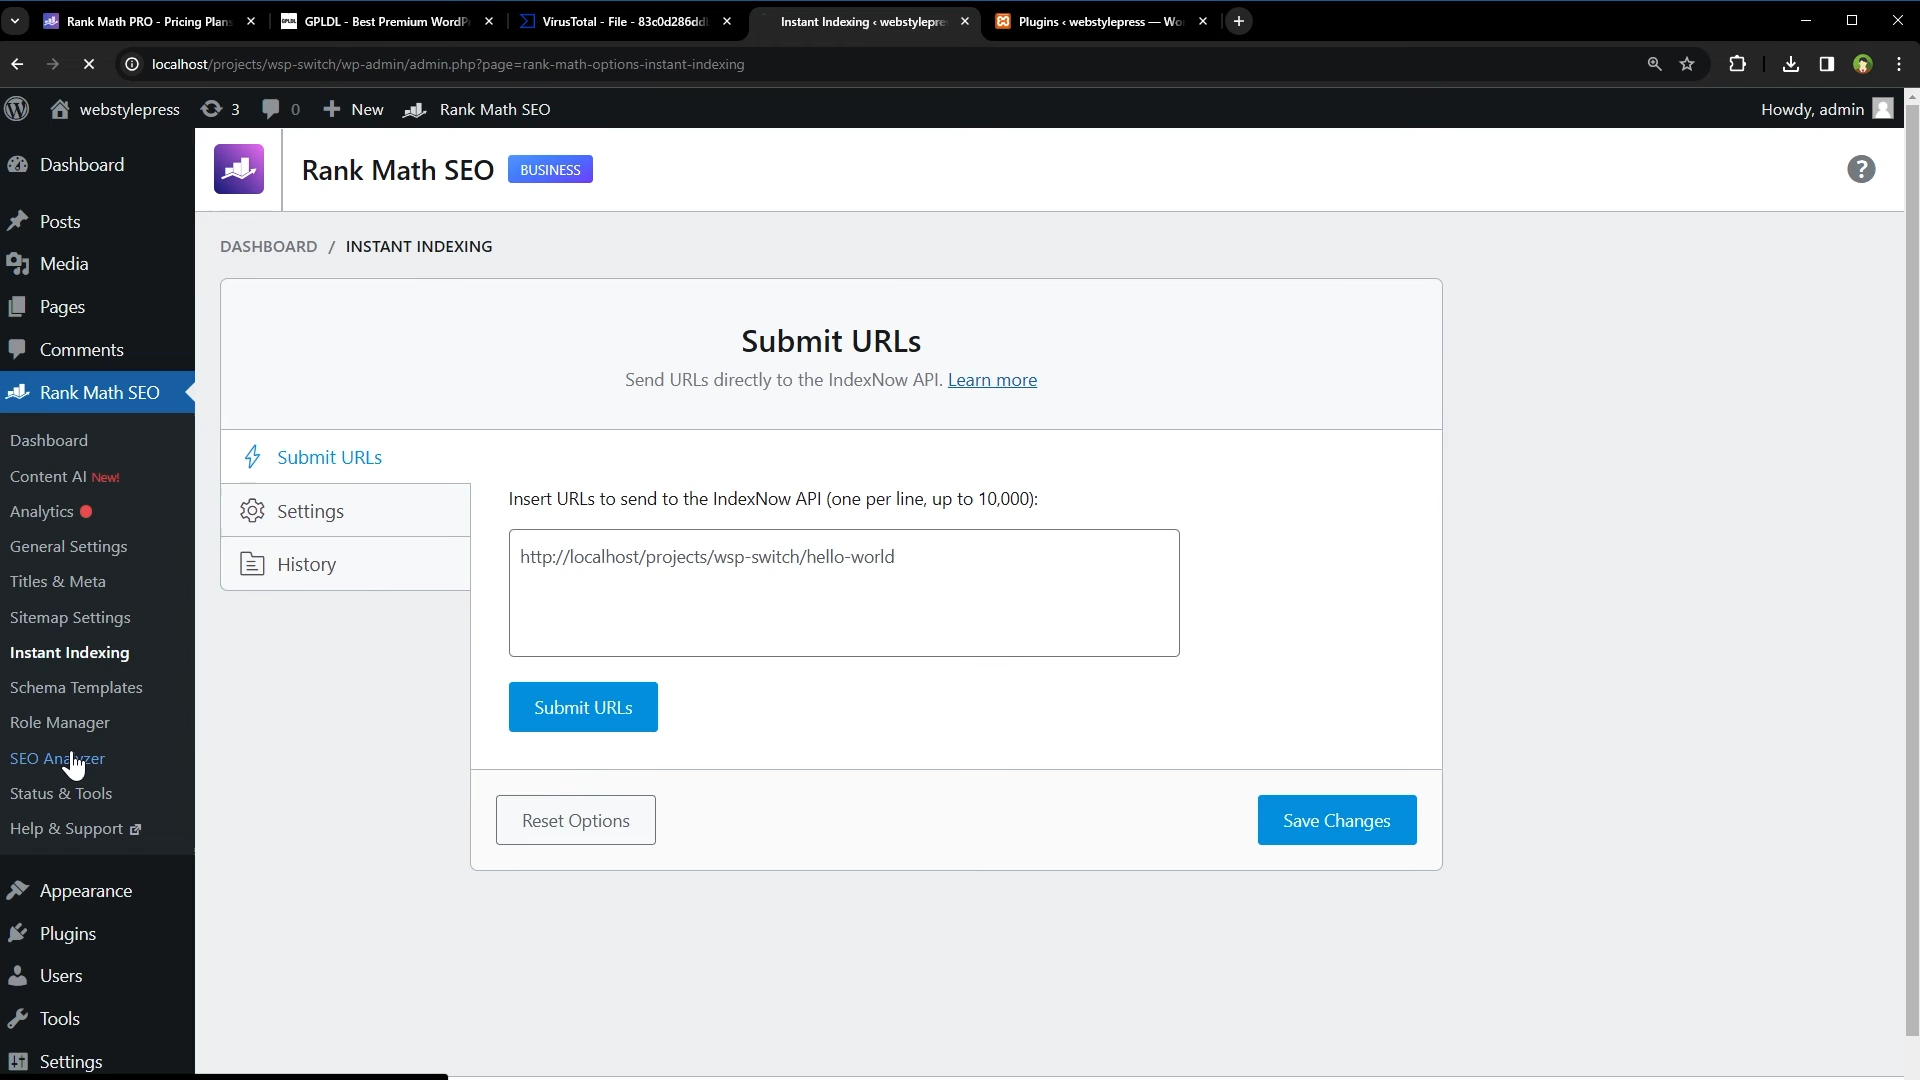 Rank Math PRO - Pricing Plans
GPLDL - Best Premium WordP
VirusTotal - File - 83c0d286dd
Instant Indexing ‹ webstylepre
Plugins ‹ webstylepress — Wo
localhost/projects/wsp-switch/wp-admin/admin.php?page=rank-math-options-instant-indexing
webstylepress
3
0
New
Rank Math SEO
Howdy, admin
Dashboard
Posts
Media
Pages
Comments
Rank Math SEO
Dashboard
Content AI New!
Analytics
General Settings
Titles & Meta
Sitemap Settings
Instant Indexing
Schema Templates
Role Manager
SEO Analyzer
Status & Tools
Help & Support
Appearance
Plugins
Users
Tools
Settings
Rank Math SEO
BUSINESS
?
DASHBOARD / INSTANT INDEXING
Submit URLs
Send URLs directly to the IndexNow API. Learn more
Submit URLs
Settings
History
Insert URLs to send to the IndexNow API (one per line, up to 10,000):
http://localhost/projects/wsp-switch/hello-world
Submit URLs
Reset Options
Save Changes